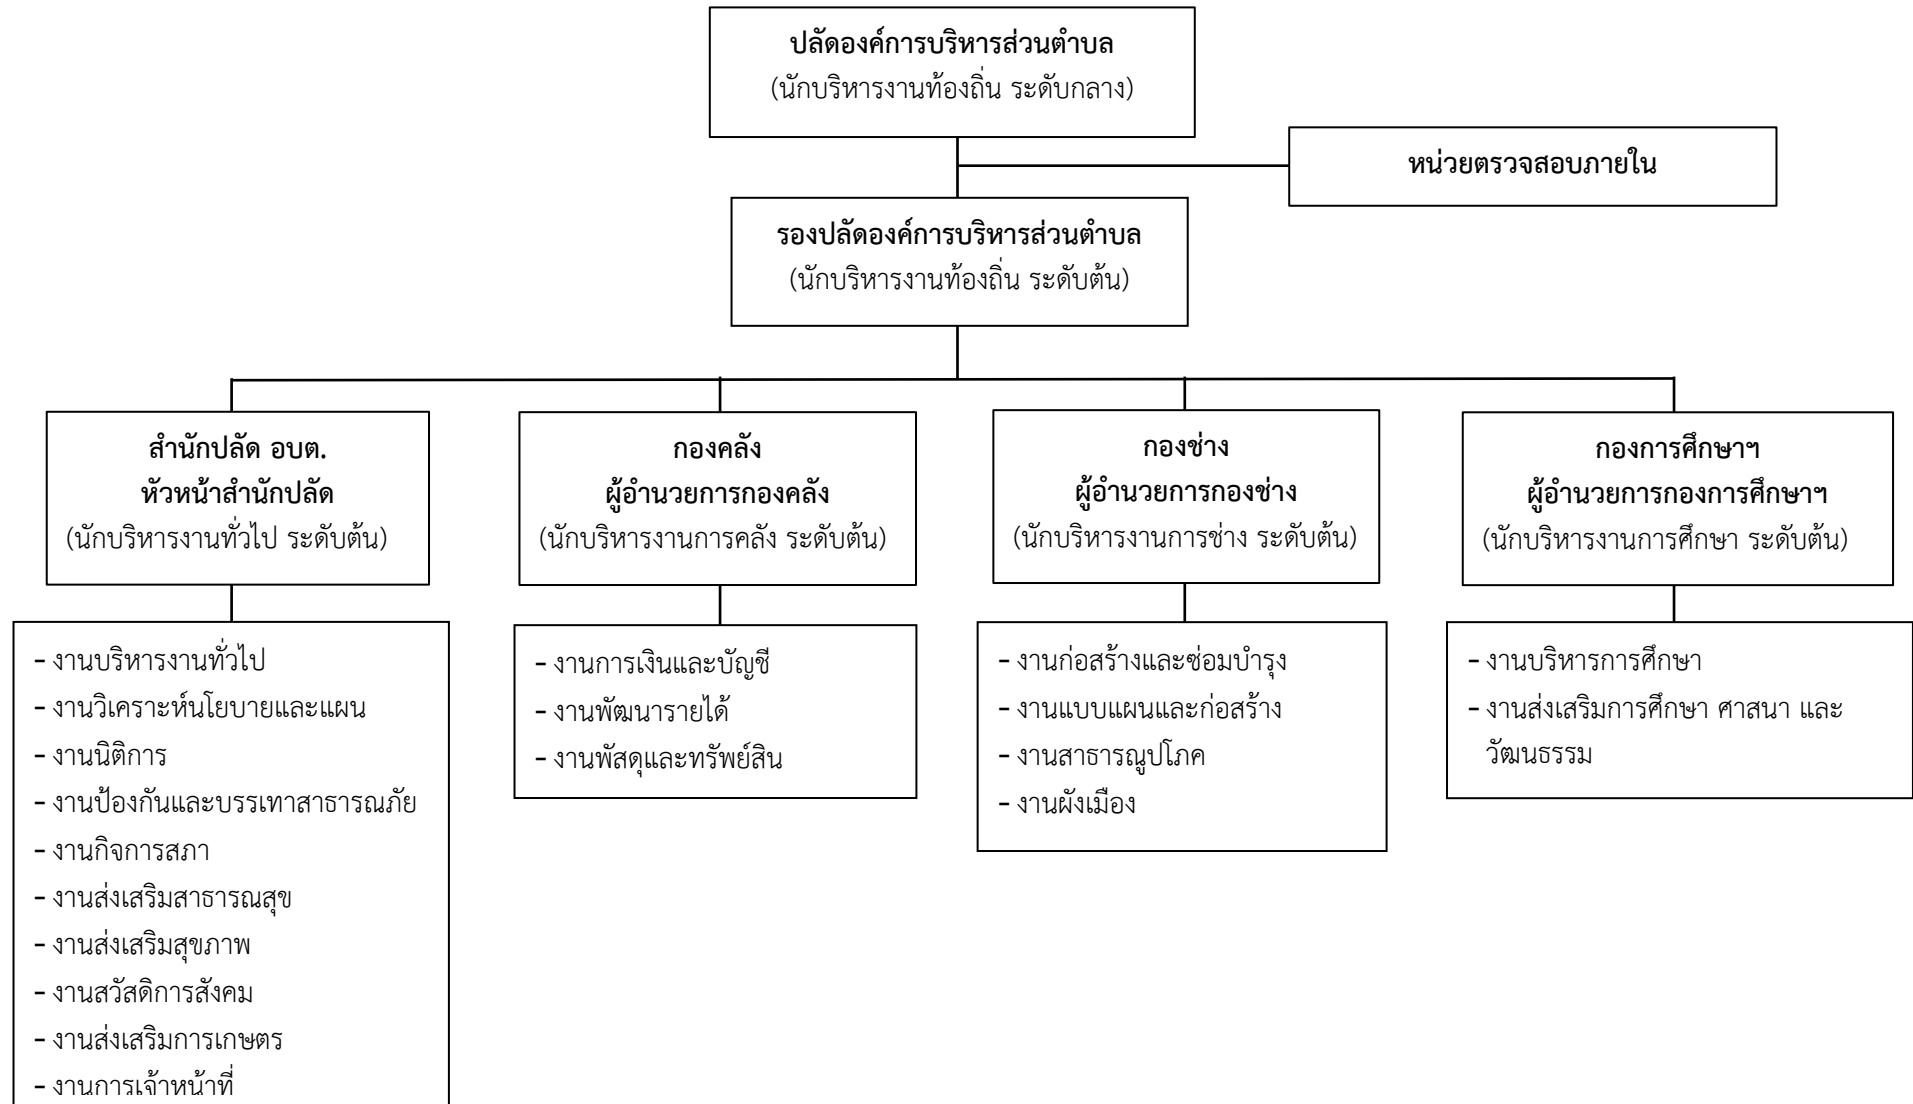 ปลัดองค์การบริหารส่วนตำบล
(นักบริหารงานท้องถิ่น ระดับกลาง)
หน่วยตรวจสอบภายใน
รองปลัดองค์การบริหารส่วนตำบล
(นักบริหารงานท้องถิ่น ระดับต้น)
สำนักปลัด อบต.
หัวหน้าสำนักปลัด
(นักบริหารงานทั่วไป ระดับต้น)
กองคลัง
ผู้อำนวยการกองคลัง
(นักบริหารงานการคลัง ระดับต้น)
กองช่าง
ผู้อำนวยการกองช่าง
(นักบริหารงานการช่าง ระดับต้น)
กองการศึกษาฯ
ผู้อำนวยการกองการศึกษาฯ
(นักบริหารงานการศึกษา ระดับต้น)
- งานบริหารงานทั่วไป
- งานวิเคราะห์นโยบายและแผน
- งานนิติการ
- งานป้องกันและบรรเทาสาธารณภัย
- งานกิจการสภา
- งานส่งเสริมสาธารณสุข
- งานส่งเสริมสุขภาพ
- งานสวัสดิการสังคม
- งานส่งเสริมการเกษตร
- งานการเจ้าหน้าที่
- งานการเงินและบัญชี
- งานพัฒนารายได้
- งานพัสดุและทรัพย์สิน
- งานก่อสร้างและซ่อมบำรุง
- งานแบบแผนและก่อสร้าง
- งานสาธารณูปโภค
- งานผังเมือง
- งานบริหารการศึกษา
- งานส่งเสริมการศึกษา ศาสนา และ
วัฒนธรรม